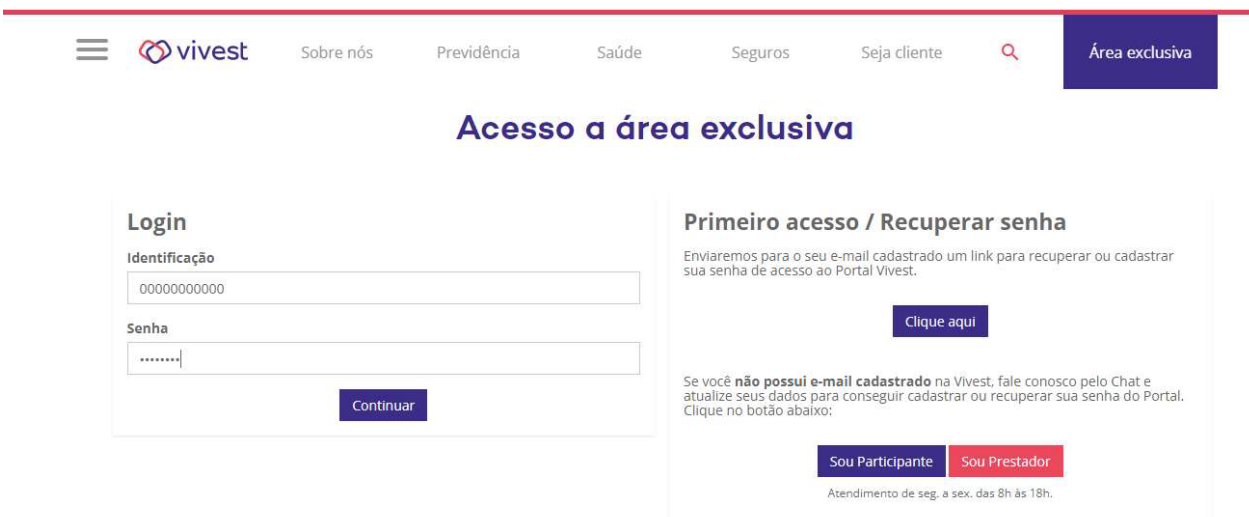 vivest
Sobre nós
Previdência
Saúde
Seguros
Seja cliente
Área exclusiva
Acesso a área exclusiva
Login
Identificação
00000000000
Senha
••••••••
Continuar
Primeiro acesso / Recuperar senha
Enviaremos para o seu e-mail cadastrado um link para recuperar ou cadastrar
sua senha de acesso ao Portal Vivest.
Clique aqui
Se você não possui e-mail cadastrado na Vivest, fale conosco pelo Chat e
atualize seus dados para conseguir cadastrar ou recuperar sua senha do Portal.
Clique no botão abaixo:
Sou Participante
Sou Prestador
Atendimento de seg. a sex. das 8h às 18h.